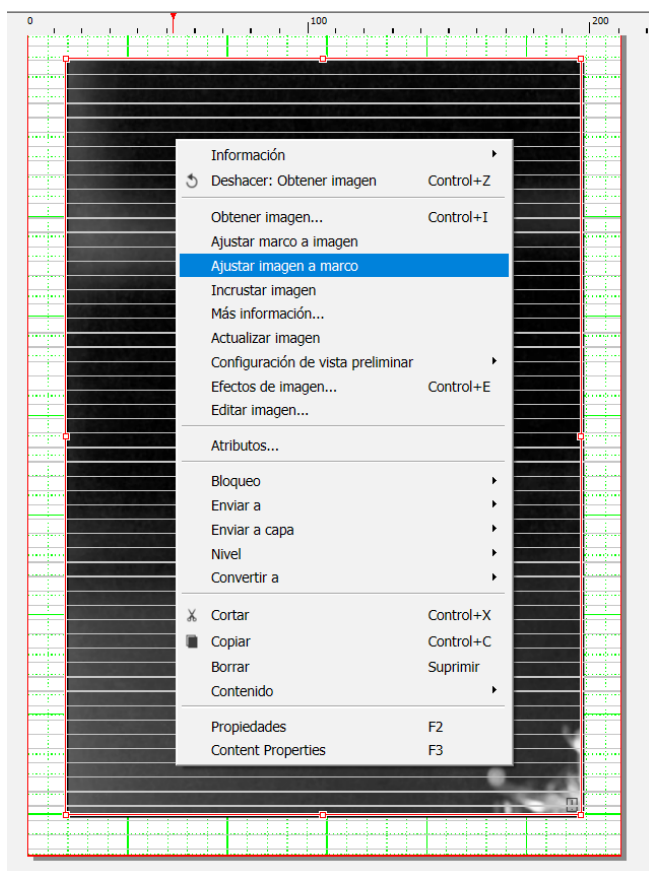 0 100 200
Información
Deshacer: Obtener imagen Control+Z
Obtener imagen... Control+I
Ajustar marco a imagen
Ajustar imagen a marco
Incrustar imagen
Más información...
Actualizar imagen
Configuración de vista preliminar
Efectos de imagen... Control+E
Editar imagen...
Atributos...
Bloqueo
Enviar a
Enviar a capa
Nivel
Convertir a
Cortar Control+X
Copiar Control+C
Borrar Suprimir
Contenido
Propiedades F2
Content Properties F3